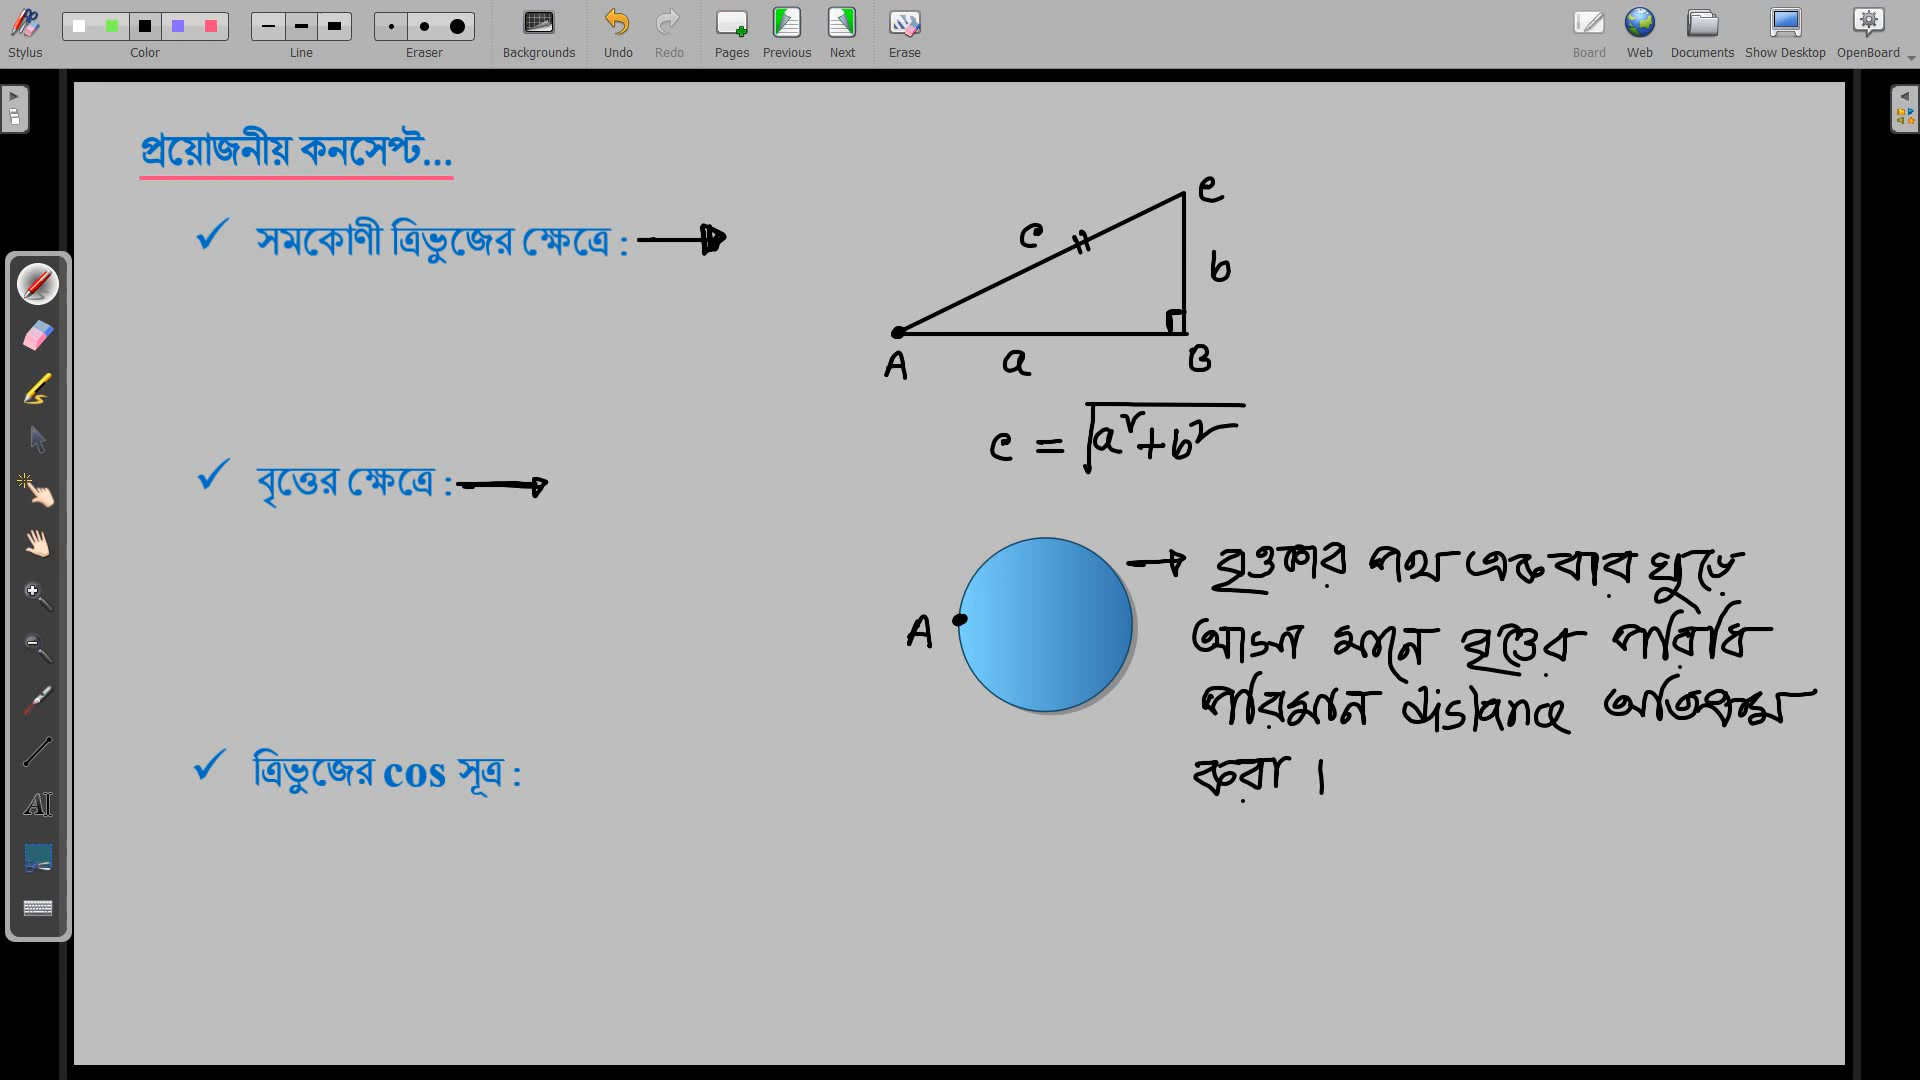 Stylus Color Line Eraser Backgrounds Undo Redo Pages Previous Next Erase Board Web Documents Show Desktop OpenBoard
প্রয়োজনীয় কনসেপ্ট...
✓ সমকোণী ত্রিভুজের ক্ষেত্রে :
C
c
b
A
a
B
c = √a²+b²
✓ বৃত্তের ক্ষেত্রে :
A
বৃত্তাকার পথ একবার ঘুড়ে
আসা মানে বৃত্তের পরিধি
পরিমান distance অতিক্রম
করা ।
✓ ত্রিভুজের cos সূত্র :
AI